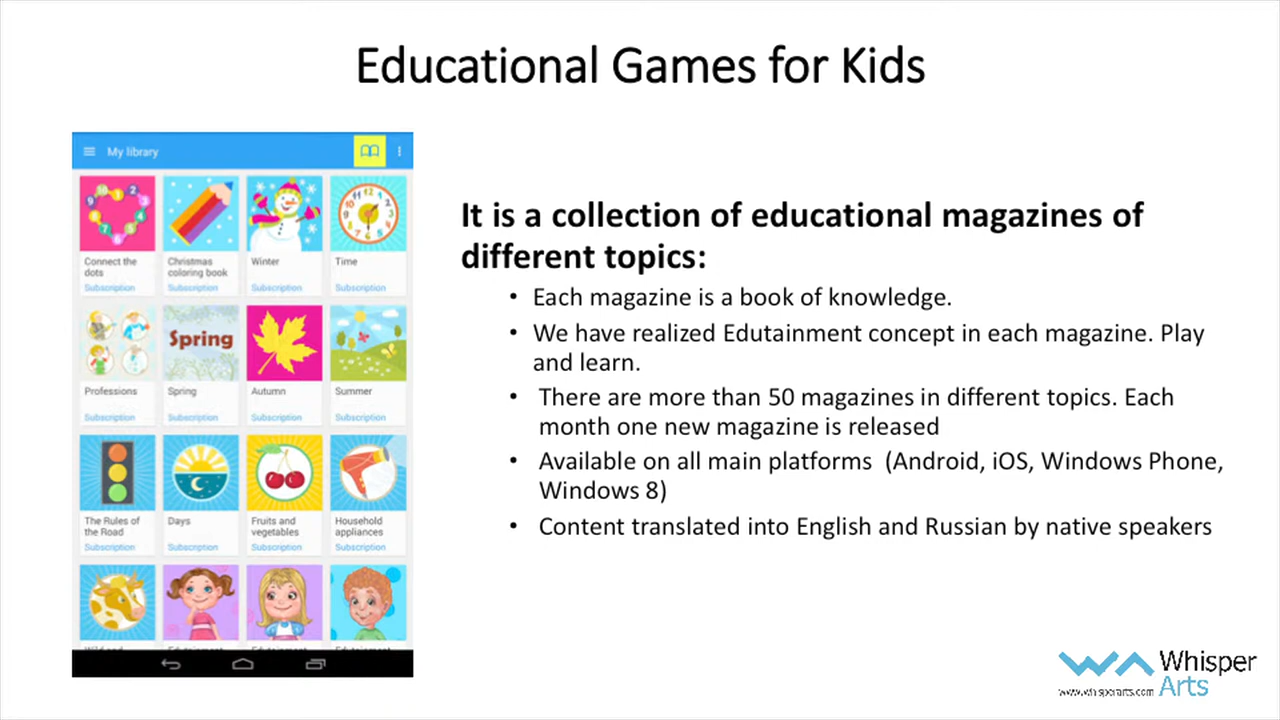 Educational Games for Kids
My library
Connect the
dots
Subscription
Christmas
coloring book
Subscription
Winter
Subscription
Time
Subscription
Professions
Subscription
Spring
Spring
Subscription
Autumn
Subscription
Summer
Subscription
The Rules of
the Road
Subscription
Days
Subscription
Fruits and
vegetables
Subscription
Household
appliances
Subscription
It is a collection of educational magazines of
different topics:
• Each magazine is a book of knowledge.
• We have realized Edutainment concept in each magazine. Play
and learn.
• There are more than 50 magazines in different topics. Each
month one new magazine is released
• Available on all main platforms (Android, iOS, Windows Phone,
Windows 8)
• Content translated into English and Russian by native speakers
Whisper
Arts
www.whisperarts.com